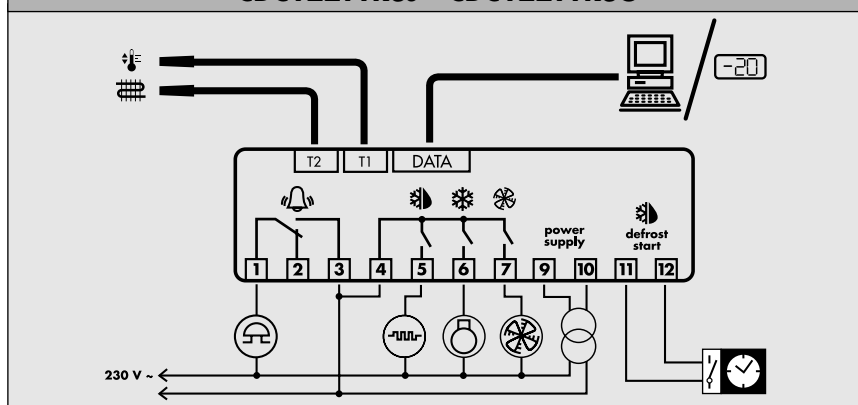 -20
T2 T1 DATA
power
supply
defrost
start
1 2 3 4 5 6 7 9 10 11 12
230 V ~